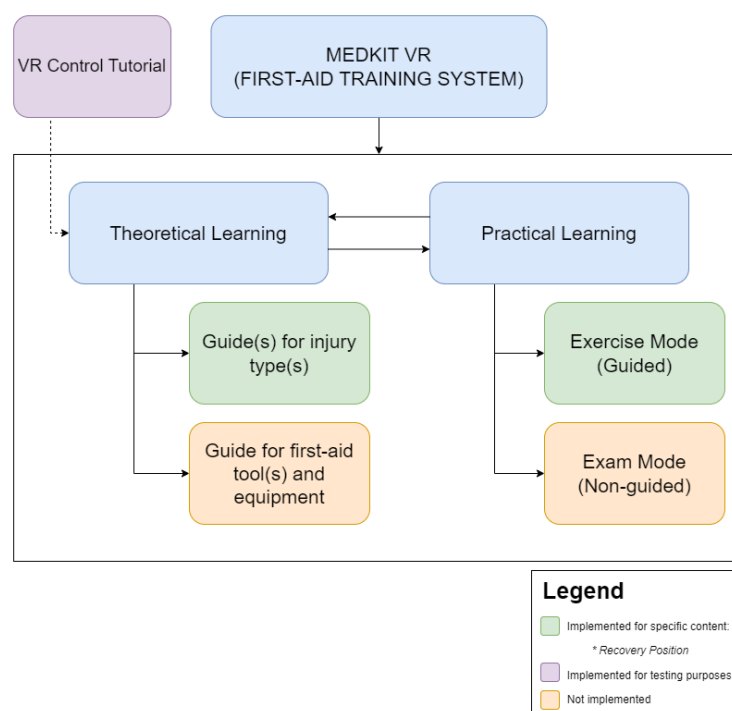 VR Control Tutorial
MEDKIT VR
(FIRST-AID TRAINING SYSTEM)
Theoretical Learning
Practical Learning
Guide(s) for injury
type(s)
Exercise Mode
(Guided)
Guide for first-aid
tool(s) and
equipment
Exam Mode
(Non-guided)
Legend
Implemented for specific content:
* Recovery Position
Implemented for testing purposes
Not implemented